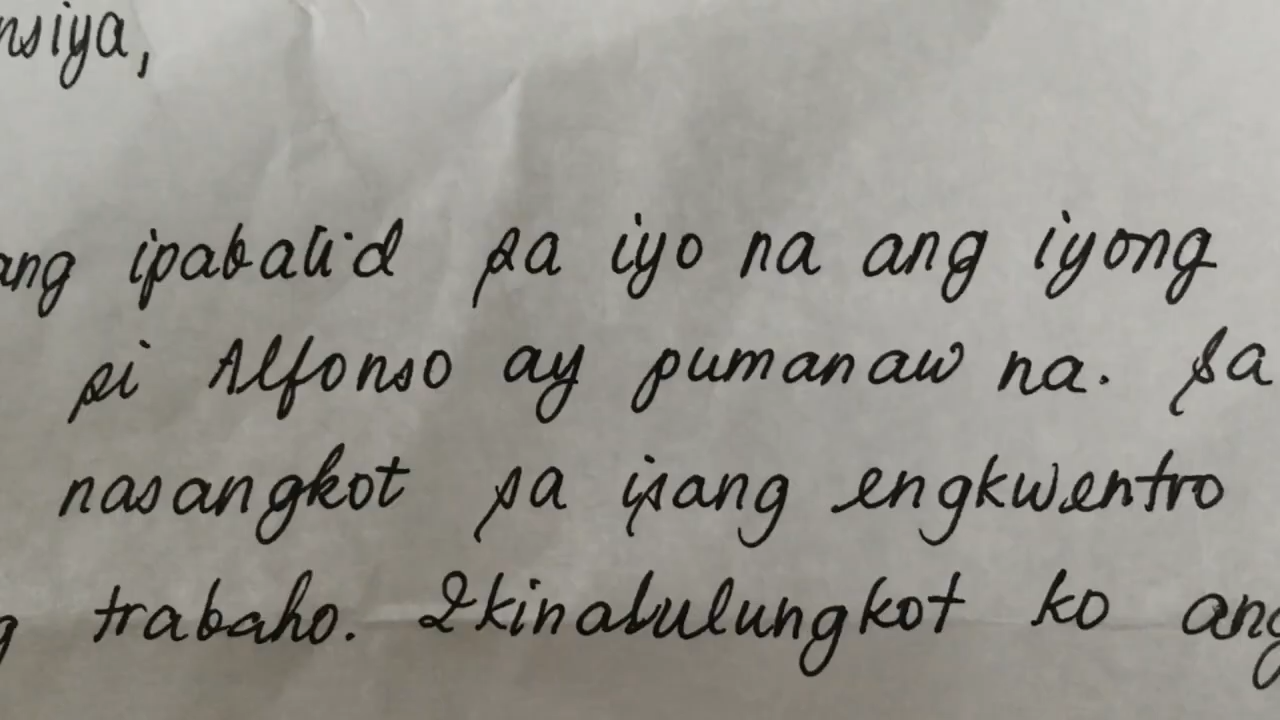 nsiya,
ang ipabatid sa iyo na ang iyong
si Alfonso ay pumanaw na. Sa
nasangkot sa isang engkwentro
g trabaho. Ikinalulungkot ko ang